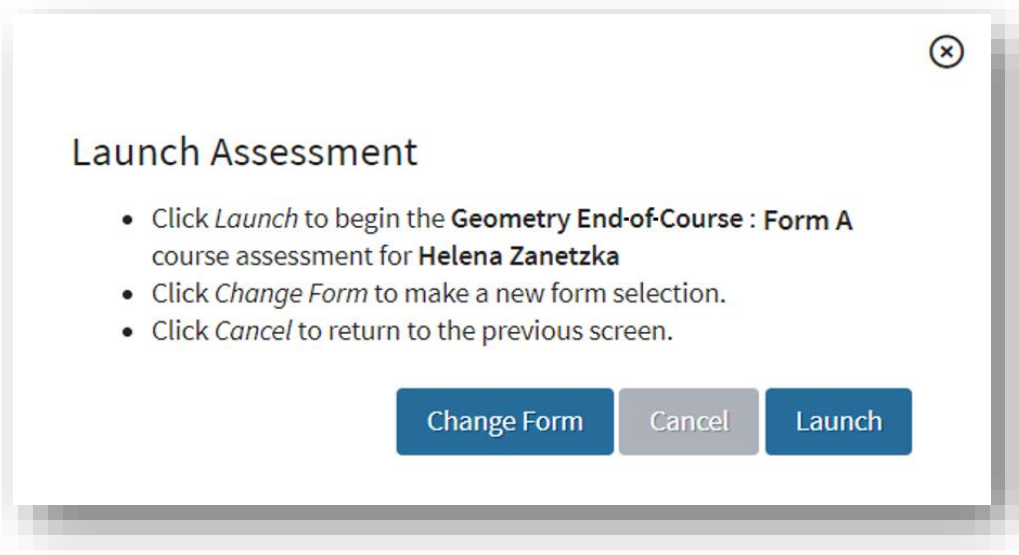 Launch Assessment
• Click Launch to begin the Geometry End-of-Course : Form A
course assessment for Helena Zanetzka
• Click Change Form to make a new form selection.
• Click Cancel to return to the previous screen.
Change Form Cancel Launch